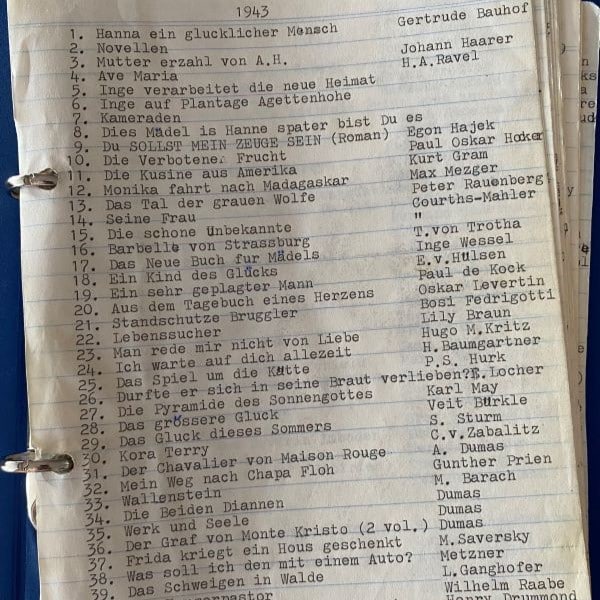 1943
1. Hanna ein glucklicher Mensch Gertrude Bauhof
2. Novellen
3. Mutter erzahl von A.H. Johann Haarer
4. Ave Maria H.A.Ravel
5. Inge verarbeitet die neue Heimat
6. Inge auf Plantage Agettenhohe
7. Kameraden
8. Dies Mädel is Hanne spater bist Du es
9. Du SOLLST MEIN ZEUGE SEIN (Roman) Egon Hajek
10. Die Verbotener Frucht Paul Oskar Höcker
11. Die Kusine aus Amerika Kurt Gram
12. Monika fahrt nach Madagaskar Max Mezger
13. Das Tal der grauen Wolfe Peter Rauenberg
14. Seine Frau Courths-Mahler
15. Die schone Unbekannte "
16. Barbelle von Strassburg T.von Trotha
17. Das Neue Buch für Mädels Inge Wessel
18. Ein Kind des Glücks E.v.Hülsen
19. Ein sehr geplagter Mann Paul de Kock
20. Aus dem Tagebuch eines Herzens Oskar Levertin
21. Standschutze Bruggler Bosi Fedrigotti
22. Lebenssucher Lily Braun
23. Man rede mir nicht von Liebe Hugo M.Kritz
24. Ich warte auf dich allezeit H.Baumgartner
25. Das Spiel um die Kätte P.S. Hurk
26. Durfte er sich in seine Braut verlieben? E.Locher
27. Die Pyramide des Sonnengottes Karl May
28. Das grössere Gluck Veit Bürkle
29. Das Gluck dieses Sommers S. Sturm
30. Kora Terry C.v.Zabalitz
31. Der Chavalier von Maison Rouge A. Dumas
32. Mein Weg nach Chapa Floh Gunther Prien
33. Wallenstein M. Barach
34. Die Beiden Diannen Dumas
35. Werk und Seele Dumas
36. Der Graf von Monte Kristo (2 vol.) Dumas
37. Frida kriegt ein Hous geschenkt M.Saversky
38. Was soll ich den mit einem Auto? Metzner
39. Das Schweigen in Walde L.Ganghofer
Wilhelm Raabe
Henry Drummond